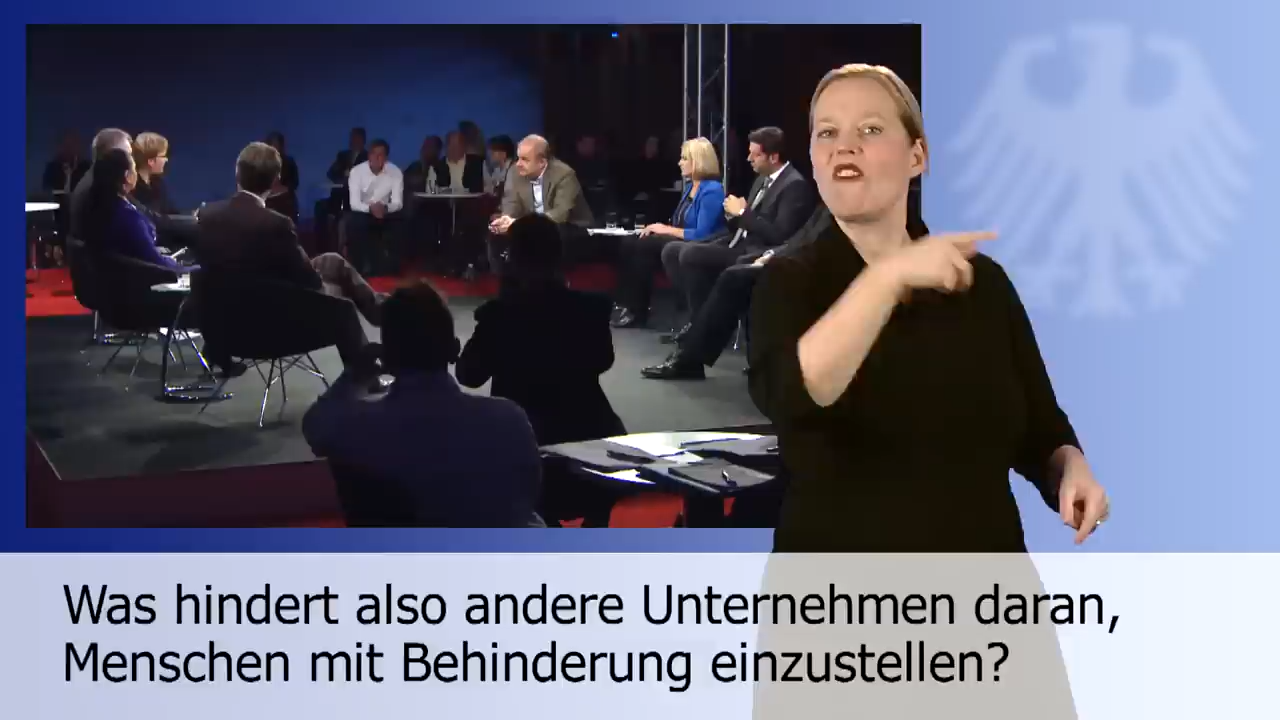 Was hindert also andere Unternehmen daran,
Menschen mit Behinderung einzustellen?